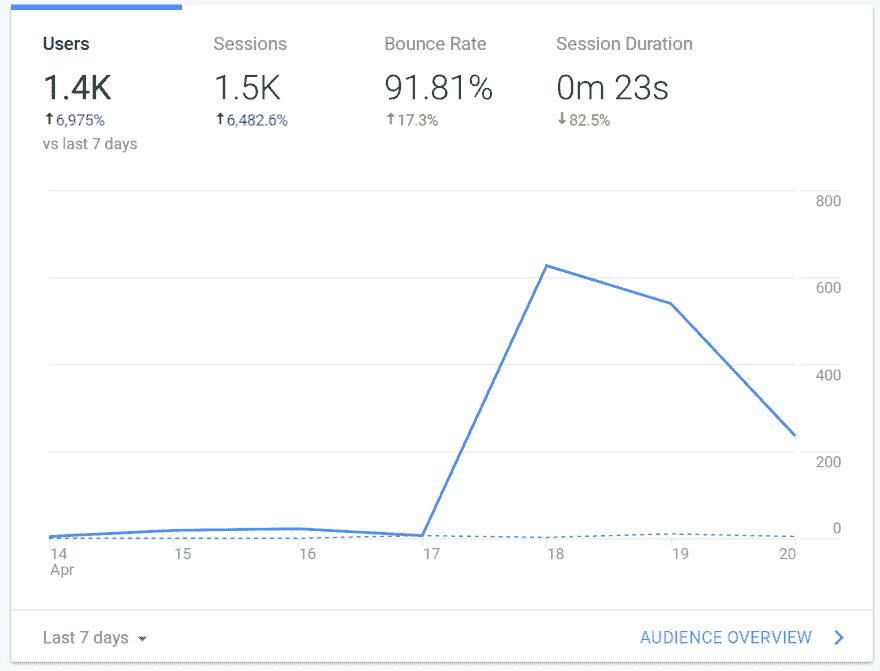 Users Sessions Bounce Rate Session Duration
1.4K 1.5K 91.81% 0m 23s
↑6,975% ↑6,482.6% ↑17.3% ↓82.5%
vs last 7 days
800
600
400
200
0
14 15 16 17 18 19 20
Apr
Last 7 days AUDIENCE OVERVIEW